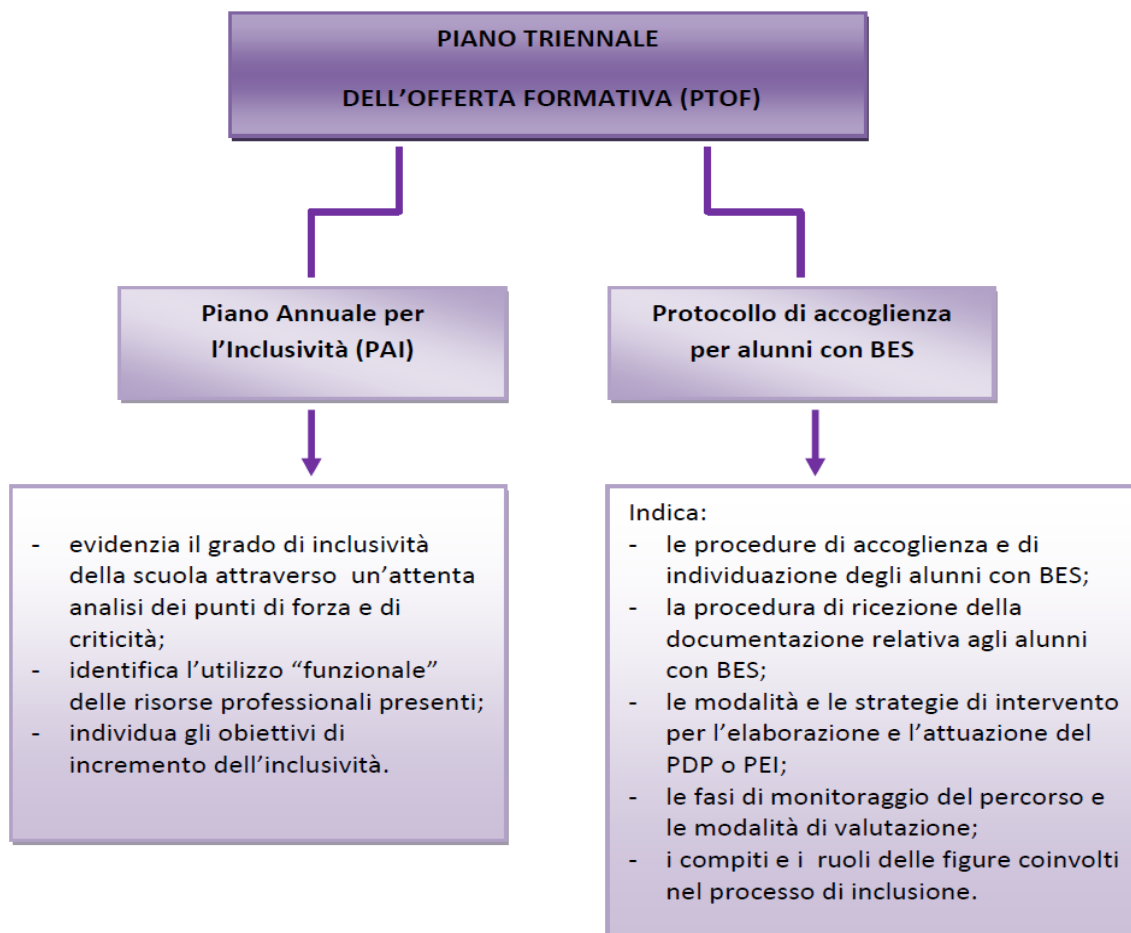 PIANO TRIENNALE
DELL’OFFERTA FORMATIVA (PTOF)
Piano Annuale per
l’Inclusività (PAI)
- evidenzia il grado di inclusività
della scuola attraverso un’attenta
analisi dei punti di forza e di
criticità;
- identifica l’utilizzo “funzionale”
delle risorse professionali presenti;
- individua gli obiettivi di
incremento dell’inclusività.
Protocollo di accoglienza
per alunni con BES
Indica:
- le procedure di accoglienza e di
individuazione degli alunni con BES;
- la procedura di ricezione della
documentazione relativa agli alunni
con BES;
- le modalità e le strategie di intervento
per l’elaborazione e l’attuazione del
PDP o PEI;
- le fasi di monitoraggio del percorso e
le modalità di valutazione;
- i compiti e i ruoli delle figure coinvolti
nel processo di inclusione.